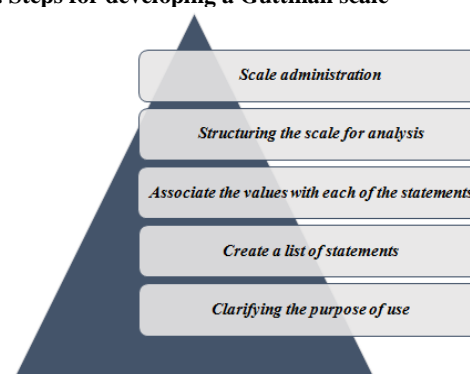 Steps for developing a Guttman scale
Scale administration
Structuring the scale for analysis
Associate the values with each of the statements
Create a list of statements
Clarifying the purpose of use